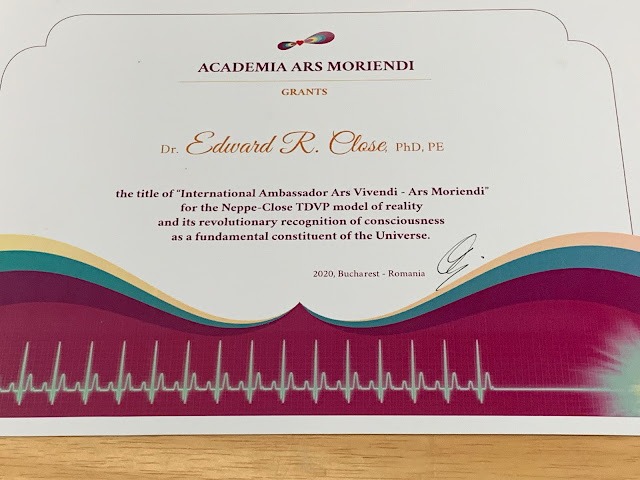 ACADEMIA ARS MORIENDI
GRANTS
Dr. Edward R. Close, PhD, PE
the title of "International Ambassador Ars Vivendi - Ars Moriendi"
for the Neppe-Close TDVP model of reality
and its revolutionary recognition of consciousness
as a fundamental constituent of the Universe.
2020, Bucharest - Romania